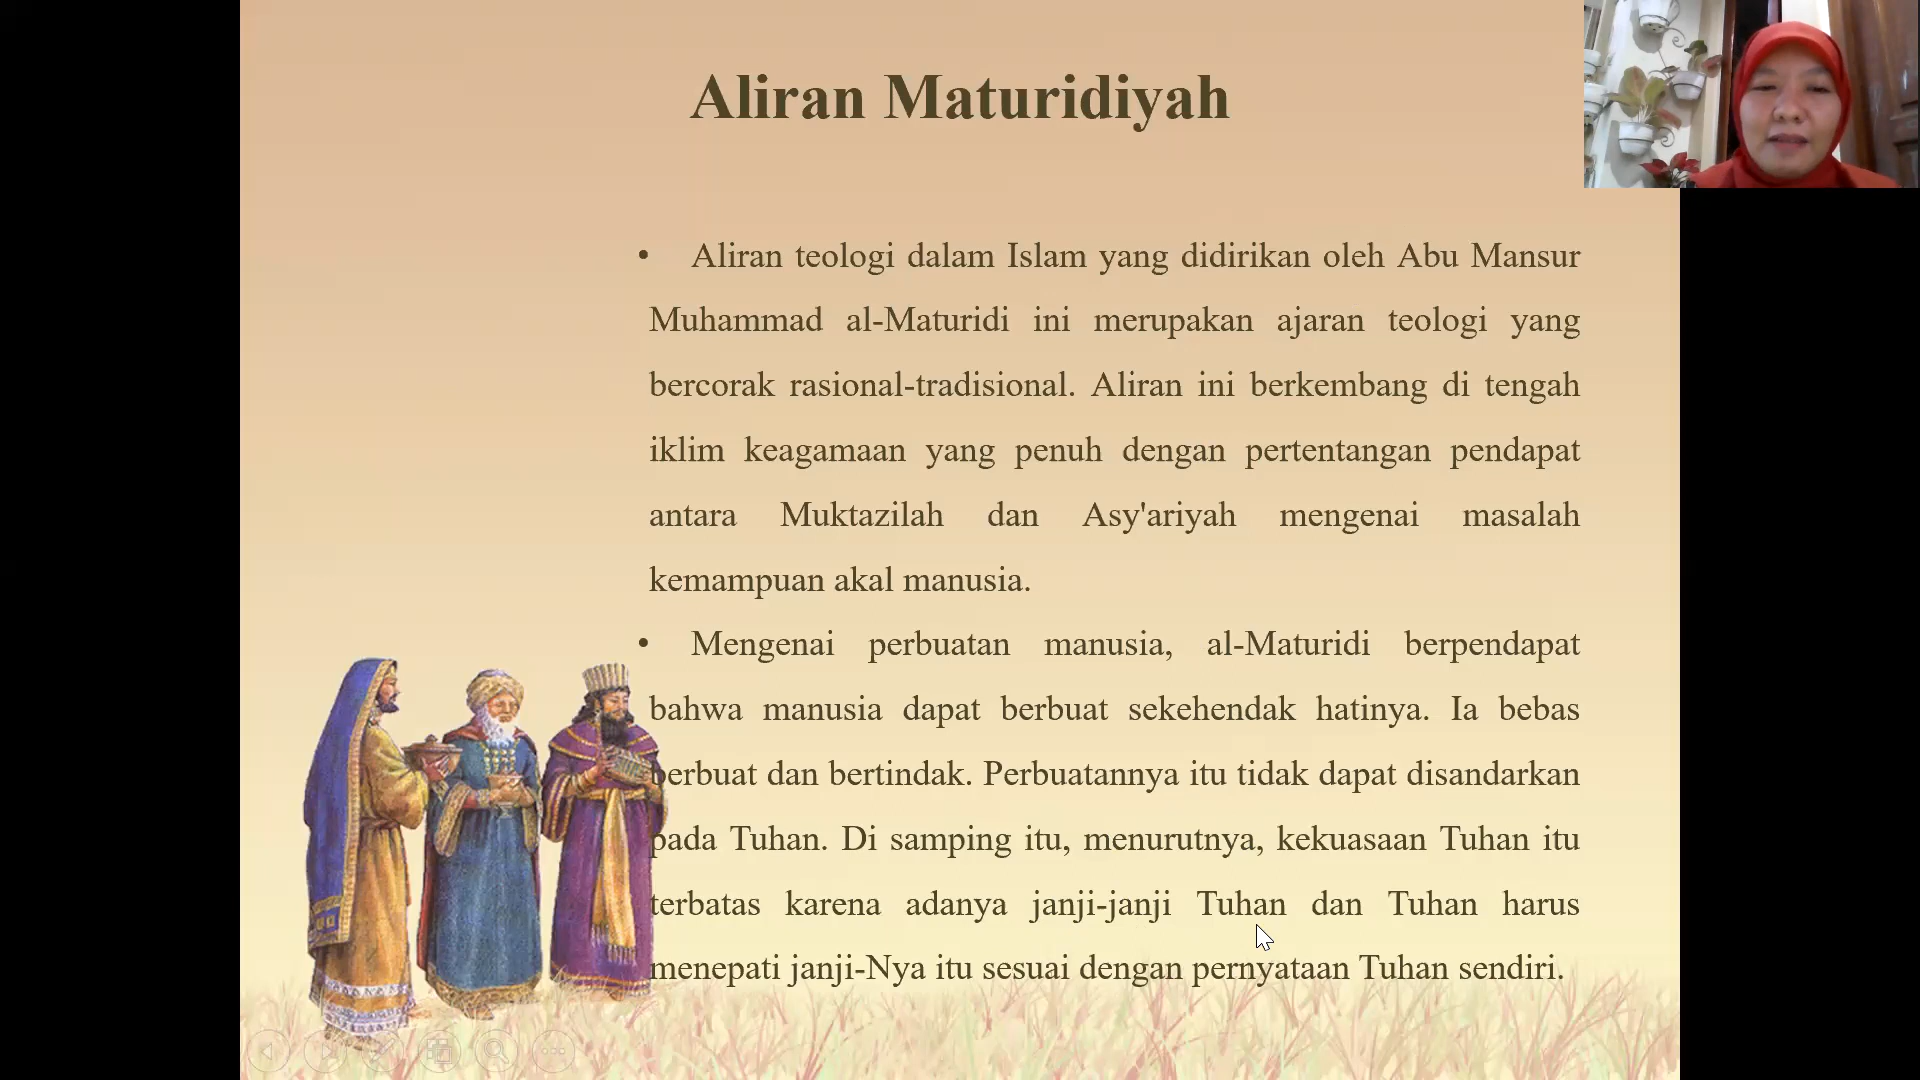 Aliran Maturidiyah
• Aliran teologi dalam Islam yang didirikan oleh Abu Mansur
Muhammad al-Maturidi ini merupakan ajaran teologi yang
bercorak rasional-tradisional. Aliran ini berkembang di tengah
iklim keagamaan yang penuh dengan pertentangan pendapat
antara Muktazilah dan Asy'ariyah mengenai masalah
kemampuan akal manusia.
• Mengenai perbuatan manusia, al-Maturidi berpendapat
bahwa manusia dapat berbuat sekehendak hatinya. Ia bebas
berbuat dan bertindak. Perbuatannya itu tidak dapat disandarkan
pada Tuhan. Di samping itu, menurutnya, kekuasaan Tuhan itu
terbatas karena adanya janji-janji Tuhan dan Tuhan harus
menepati janji-Nya itu sesuai dengan pernyataan Tuhan sendiri.